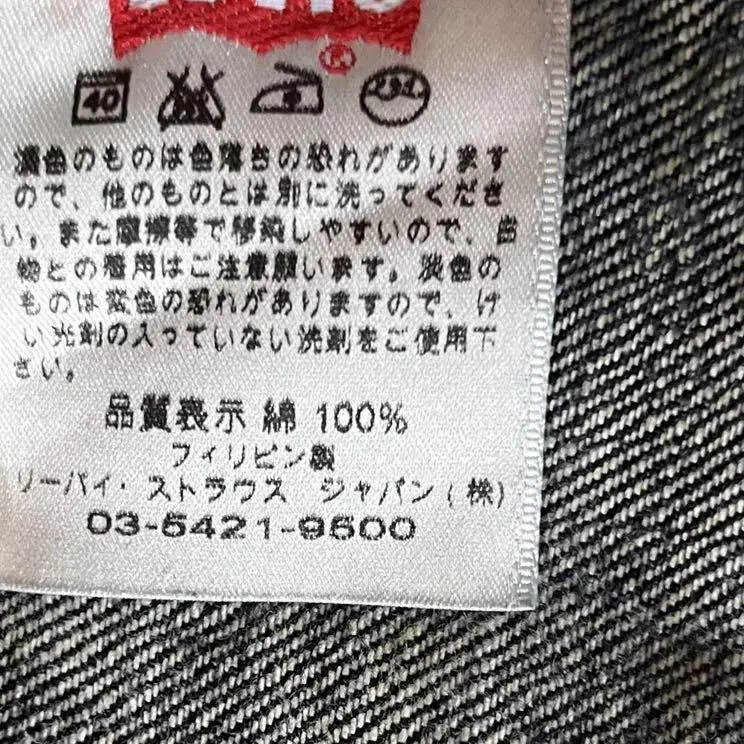 40
濃色のものは色落ちの恐れがあります
ので、他のものとは別に洗ってくださ
い。また摩擦等で移染しやすいので、白
物との着用はご注意願います。淡色の
ものは変色の恐れがありますので、け
い光剤の入っていない洗剤をご使用下
さい。
品質表示 綿 100%
フィリピン製
リーバイ・ストラウス ジャパン(株)
03-5421-9600